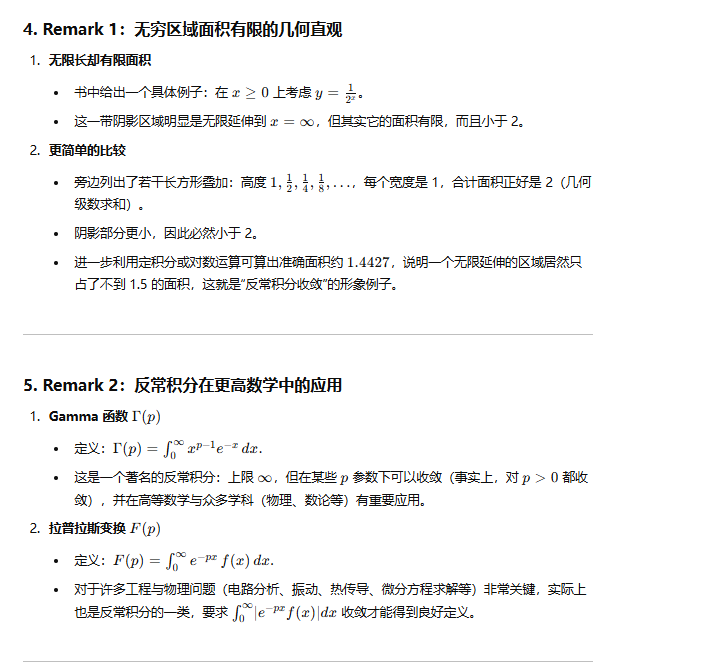 4. Remark 1：无穷区域面积有限的几何直观
1. 无限长却有限面积
• 书中给出一个具体例子：在 x ≥ 0 上考虑 y = 1/2ˣ。
• 这一带阴影区域明显是无限延伸到 x = ∞，但其实它的面积有限，而且小于 2。
2. 更简单的比较
• 旁边列出了若干长方形叠加：高度 1, 1/2, 1/4, 1/8, …，每个宽度是 1，合计面积正好是 2（几何
级数求和）。
• 阴影部分更小，因此必然小于 2。
• 进一步利用定积分或对数运算可算出准确面积约 1.4427，说明一个无限延伸的区域居然只
占了不到 1.5 的面积，这就是“反常积分收敛”的形象例子。
5. Remark 2：反常积分在更高数学中的应用
1. Gamma 函数 Γ(p)
• 定义：Γ(p) = ∫₀^∞ x^{p−1}e^{−x} dx.
• 这是一个著名的反常积分：上限 ∞，但在某些 p 参数下可以收敛（事实上，对 p > 0 都收
敛），并在高等数学与众多学科（物理、数论等）有重要应用。
2. 拉普拉斯变换 F(p)
• 定义：F(p) = ∫₀^∞ e^{−px} f(x) dx.
• 对于许多工程与物理问题（电路分析、振动、热传导、微分方程求解等）非常关键，实际上
也是反常积分的一类，要求 ∫₀^∞ |e^{−px} f(x)|dx 收敛才能得到良好定义。